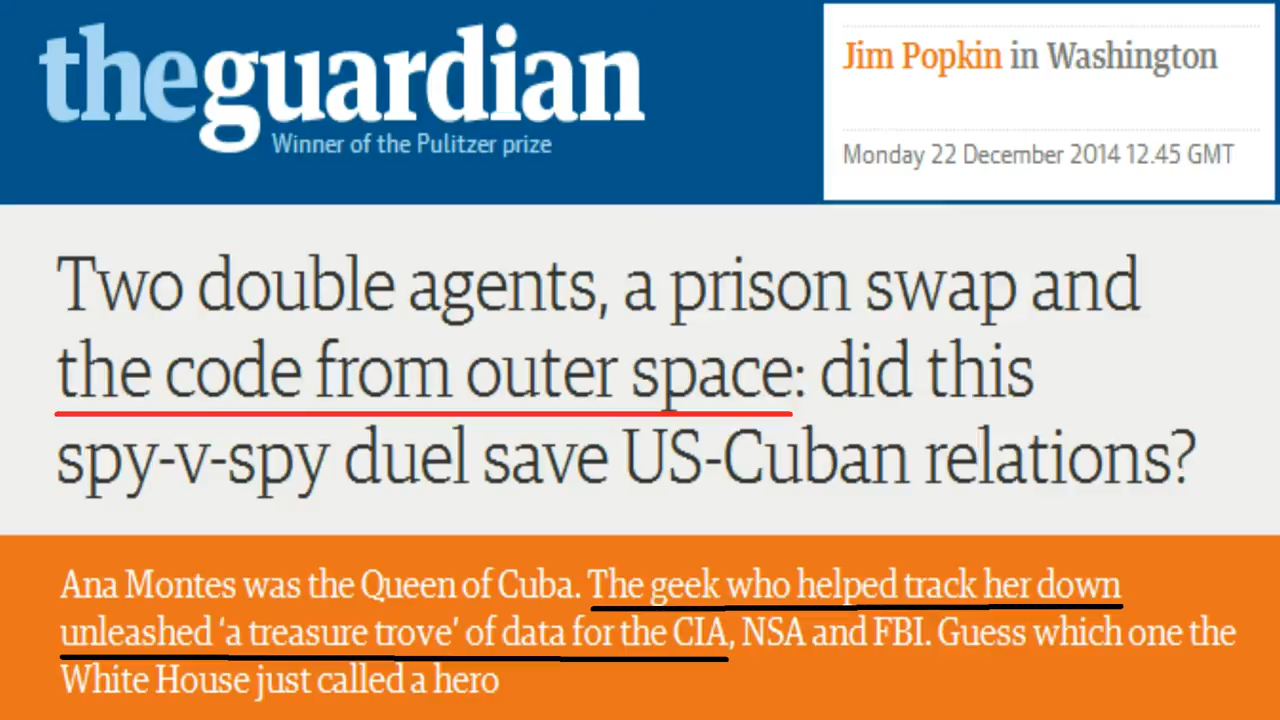 theguardian
Winner of the Pulitzer prize
Jim Popkin in Washington
Monday 22 December 2014 12.45 GMT
Two double agents, a prison swap and
the code from outer space: did this
spy-v-spy duel save US-Cuban relations?
Ana Montes was the Queen of Cuba. The geek who helped track her down
unleashed ‘a treasure trove’ of data for the CIA, NSA and FBI. Guess which one the
White House just called a hero